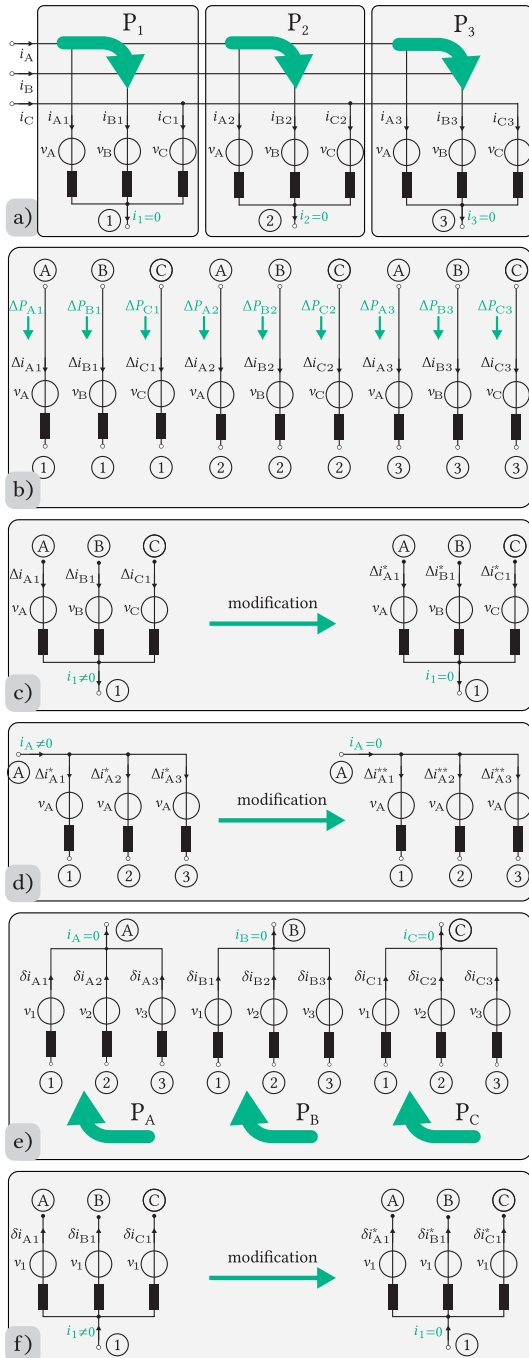 P1 P2 P3
iA
iB
iC iA1 iB1 iC1 iA2 iB2 iC2 iA3 iB3 iC3
vA vB vC vA vB vC vA vB vC
a) 1 i1=0 2 i2=0 3 i3=0
A B C A B C A B C
ΔPA1 ΔPB1 ΔPC1 ΔPA2 ΔPB2 ΔPC2 ΔPA3 ΔPB3 ΔPC3
ΔiA1 ΔiB1 ΔiC1 ΔiA2 ΔiB2 ΔiC2 ΔiA3 ΔiB3 ΔiC3
vA vB vC vA vB vC vA vB vC
1 1 1 2 2 2 3 3 3
b)
A B C A B C
ΔiA1 ΔiB1 ΔiC1 Δi*A1 Δi*B1 Δi*C1
vA vB vC modification vA vB vC
c) i1≠0 1 i1=0 1
iA≠0 iA=0
A Δi*A1 Δi*A2 Δi*A3 A Δi**A1 Δi**A2 Δi**A3
vA vA vA modification vA vA vA
d) 1 2 3 1 2 3
iA=0 A iB=0 B iC=0 C
δiA1 δiA2 δiA3 δiB1 δiB2 δiB3 δiC1 δiC2 δiC3
v1 v2 v3 v1 v2 v3 v1 v2 v3
1 2 3 1 2 3 1 2 3
e) PA PB PC
A B C A B C
δiA1 δiB1 δiC1 δi*A1 δi*B1 δi*C1
v1 v1 v1 modification v1 v1 v1
f) i1≠0 1 i1=0 1